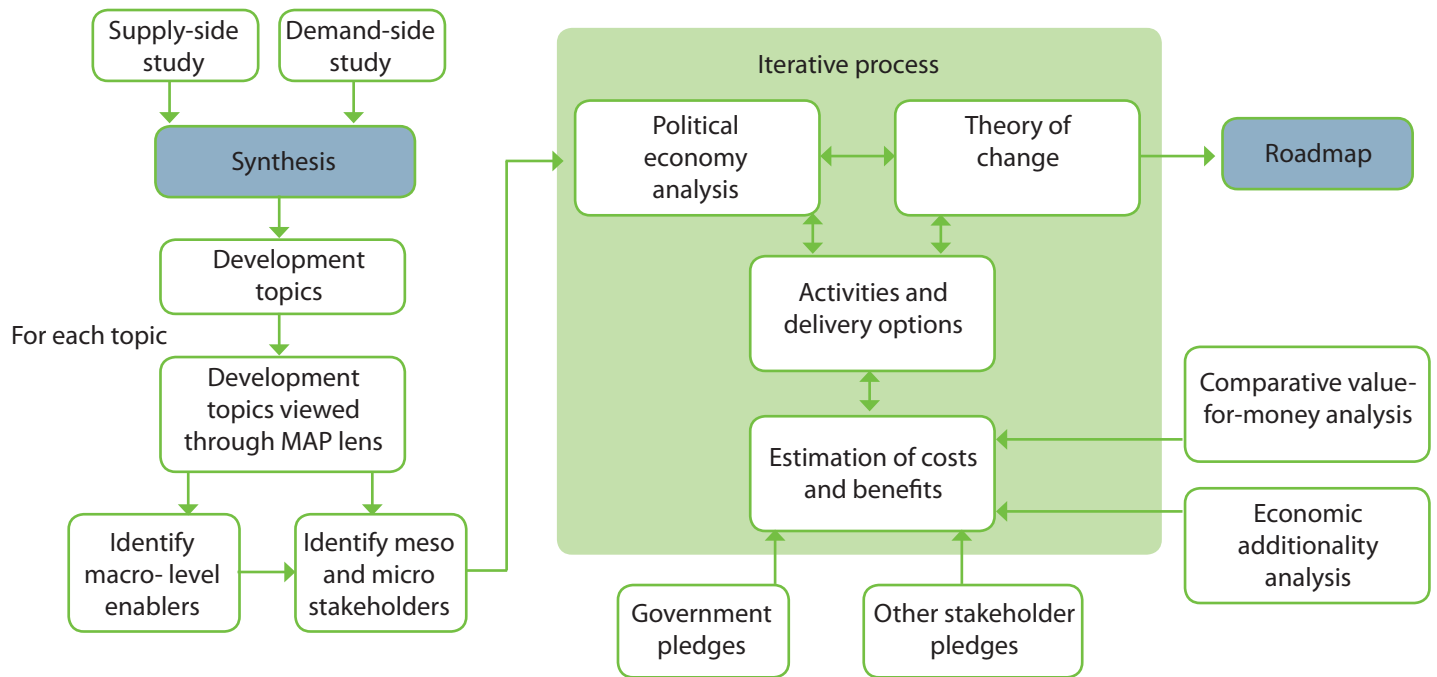 Supply-side
study
Demand-side
study
Synthesis
Development
topics
For each topic
Development
topics viewed
through MAP lens
Identify
macro- level
enablers
Identify meso
and micro
stakeholders
Iterative process
Political
economy
analysis
Theory of
change
Roadmap
Activities and
delivery options
Estimation of costs
and benefits
Comparative value-
for-money analysis
Economic
additionality
analysis
Government
pledges
Other stakeholder
pledges